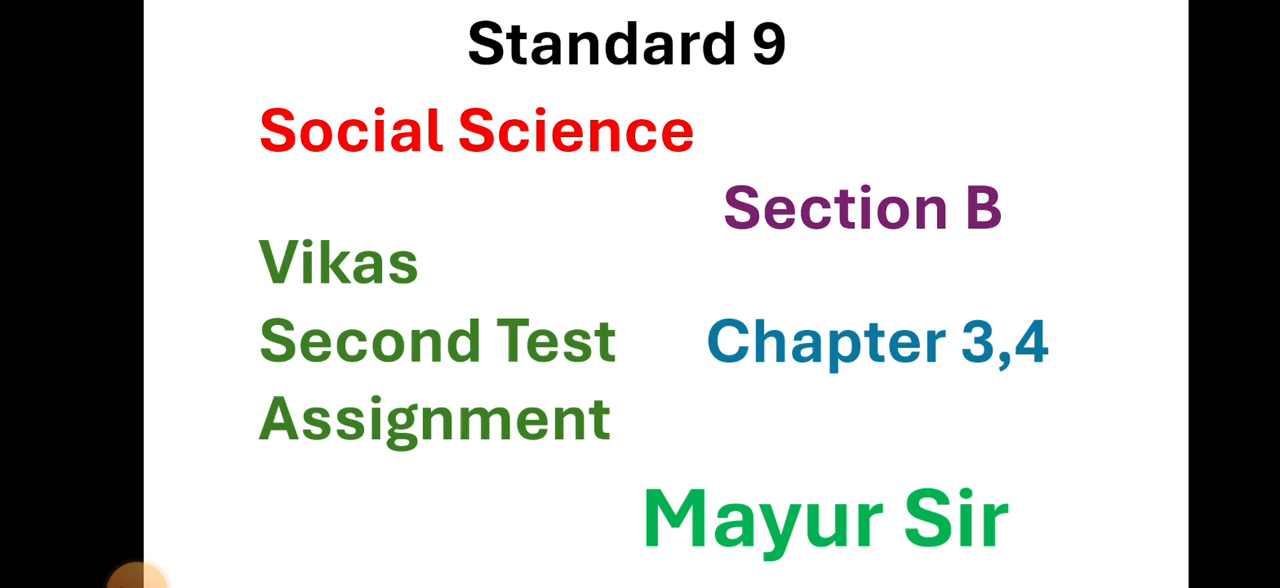 Standard 9
Social Science
Section B
Vikas
Second Test
Chapter 3,4
Assignment
Mayur Sir